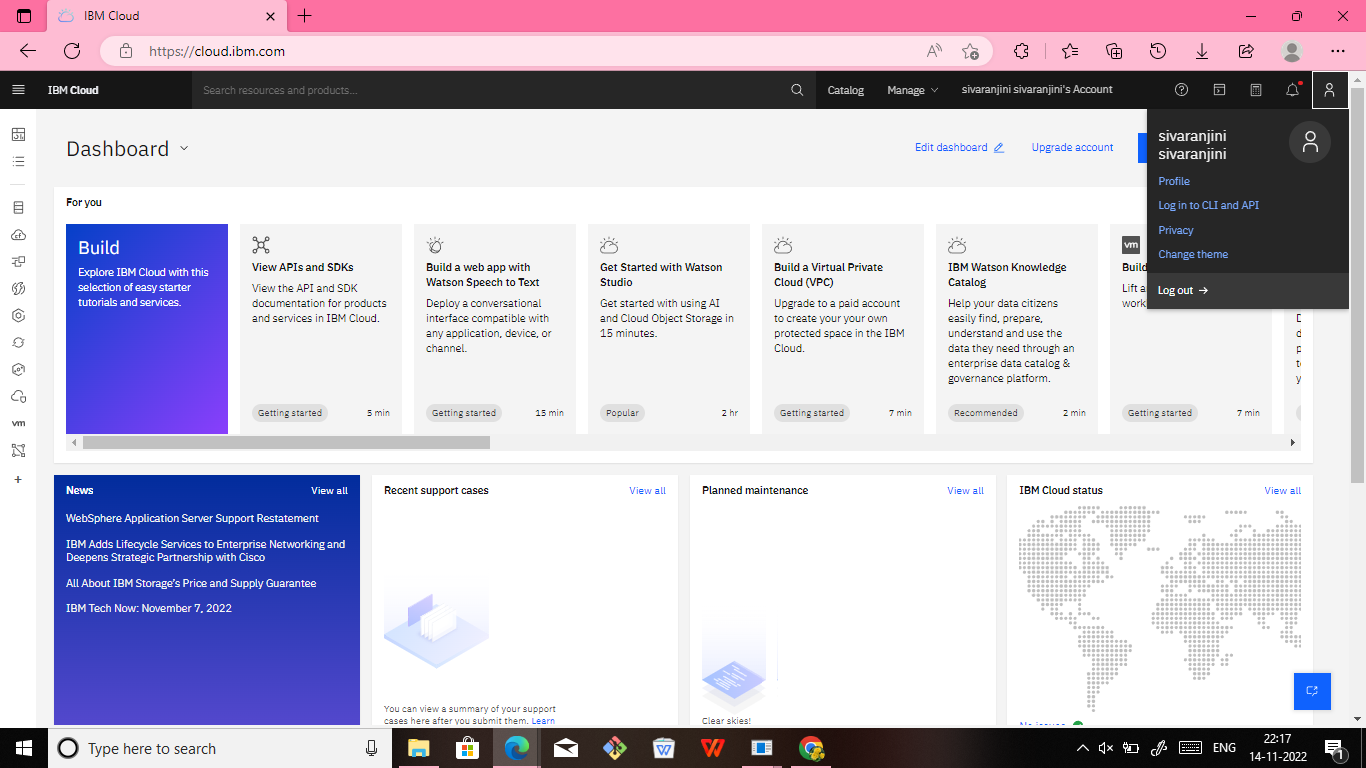 IBM Cloud
https://cloud.ibm.com
IBM Cloud
Search resources and products...
Catalog
Manage
sivaranjini sivaranjini's Account
Dashboard
Edit dashboard
Upgrade account
sivaranjini
sivaranjini
Profile
Log in to CLI and API
Privacy
Change theme
Log out
For you
Build
Explore IBM Cloud with this
selection of easy starter
tutorials and services.
View APIs and SDKs
View the API and SDK
documentation for products
and services in IBM Cloud.
Getting started
5 min
Build a web app with
Watson Speech to Text
Deploy a conversational
interface compatible with
any application, device, or
channel.
Getting started
15 min
Get Started with Watson
Studio
Get started with using AI
and Cloud Object Storage in
15 minutes.
Popular
2 hr
Build a Virtual Private
Cloud (VPC)
Upgrade to a paid account
to create your your own
protected space in the IBM
Cloud.
Getting started
7 min
IBM Watson Knowledge
Catalog
Help your data citizens
easily find, prepare,
understand and use the
data they need through an
enterprise data catalog &
governance platform.
Recommended
2 min
vm
Build
Lift a
work
Getting started
7 min
vm
News
View all
WebSphere Application Server Support Restatement
IBM Adds Lifecycle Services to Enterprise Networking and
Deepens Strategic Partnership with Cisco
All About IBM Storage's Price and Supply Guarantee
IBM Tech Now: November 7, 2022
Recent support cases
View all
You can view a summary of your support
cases here after you submit them. Learn
Planned maintenance
View all
Clear skies!
IBM Cloud status
View all
Type here to search
ENG
22:17
14-11-2022
1